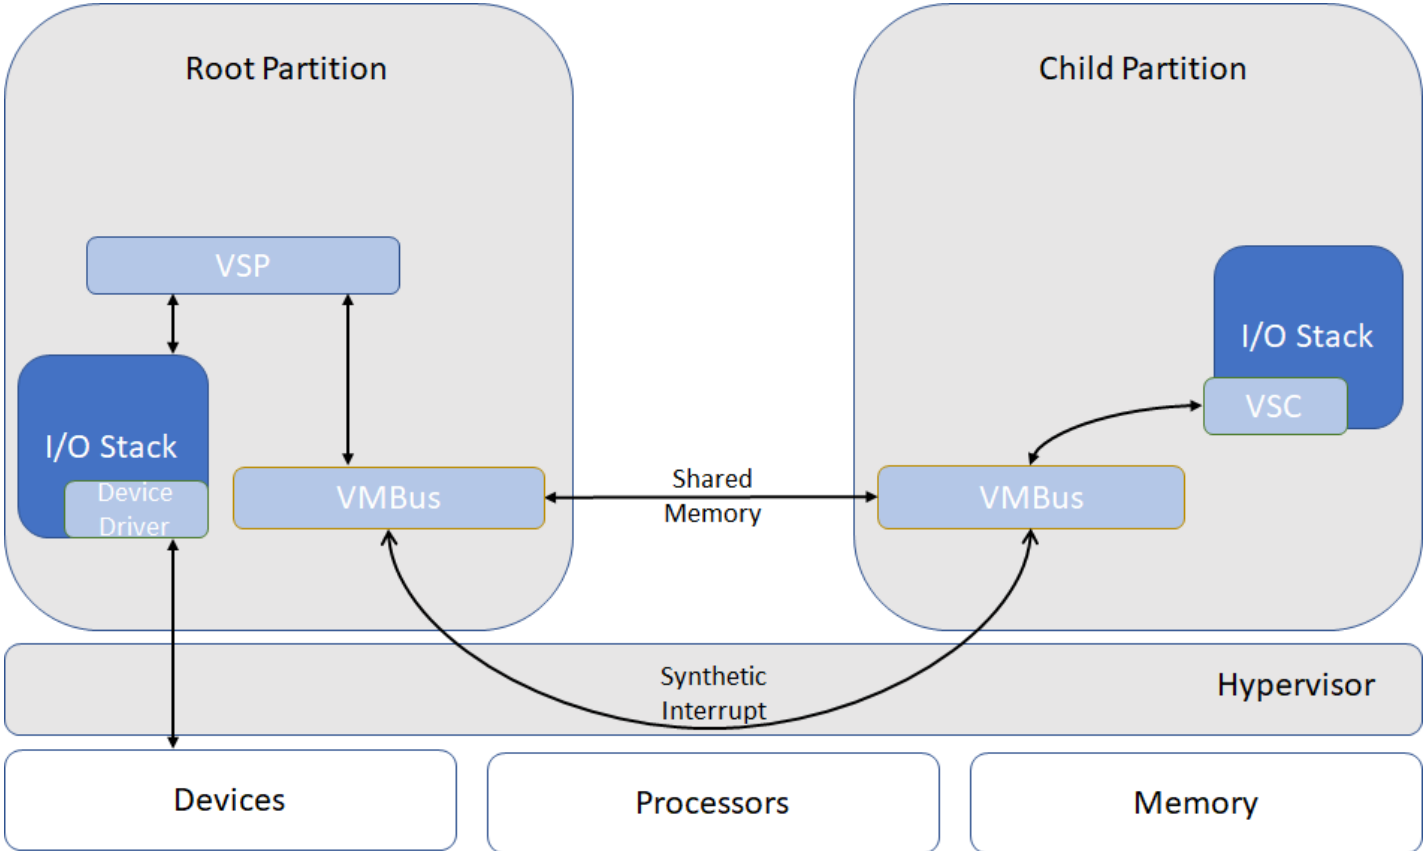 Root Partition
Child Partition
VSP
I/O Stack
Device
Driver
VMBus
Shared
Memory
VMBus
I/O Stack
VSC
Synthetic
Interrupt
Hypervisor
Devices
Processors
Memory